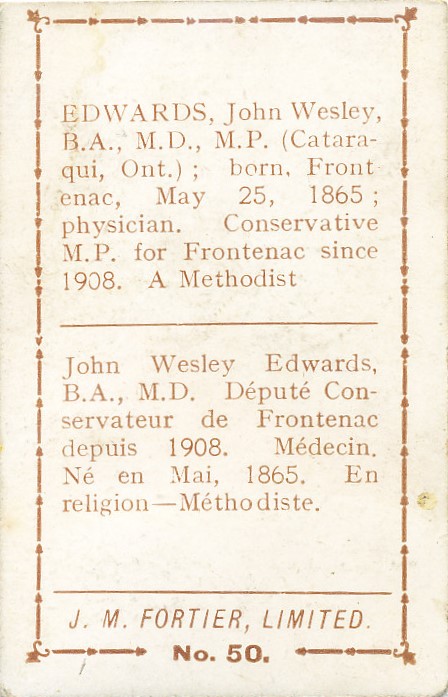 EDWARDS, John Wesley,
B.A., M.D., M.P. (Catara-
qui, Ont.) ; born, Front-
enac, May 25, 1865 ;
physician. Conservative
M.P. for Frontenac since
1908. A Methodist
John Wesley Edwards,
B.A., M.D. Député Con-
servateur de Frontenac
depuis 1908. Médecin.
Né en Mai, 1865. En
religion—Méthodiste.
J. M. FORTIER, LIMITED.
No. 50.